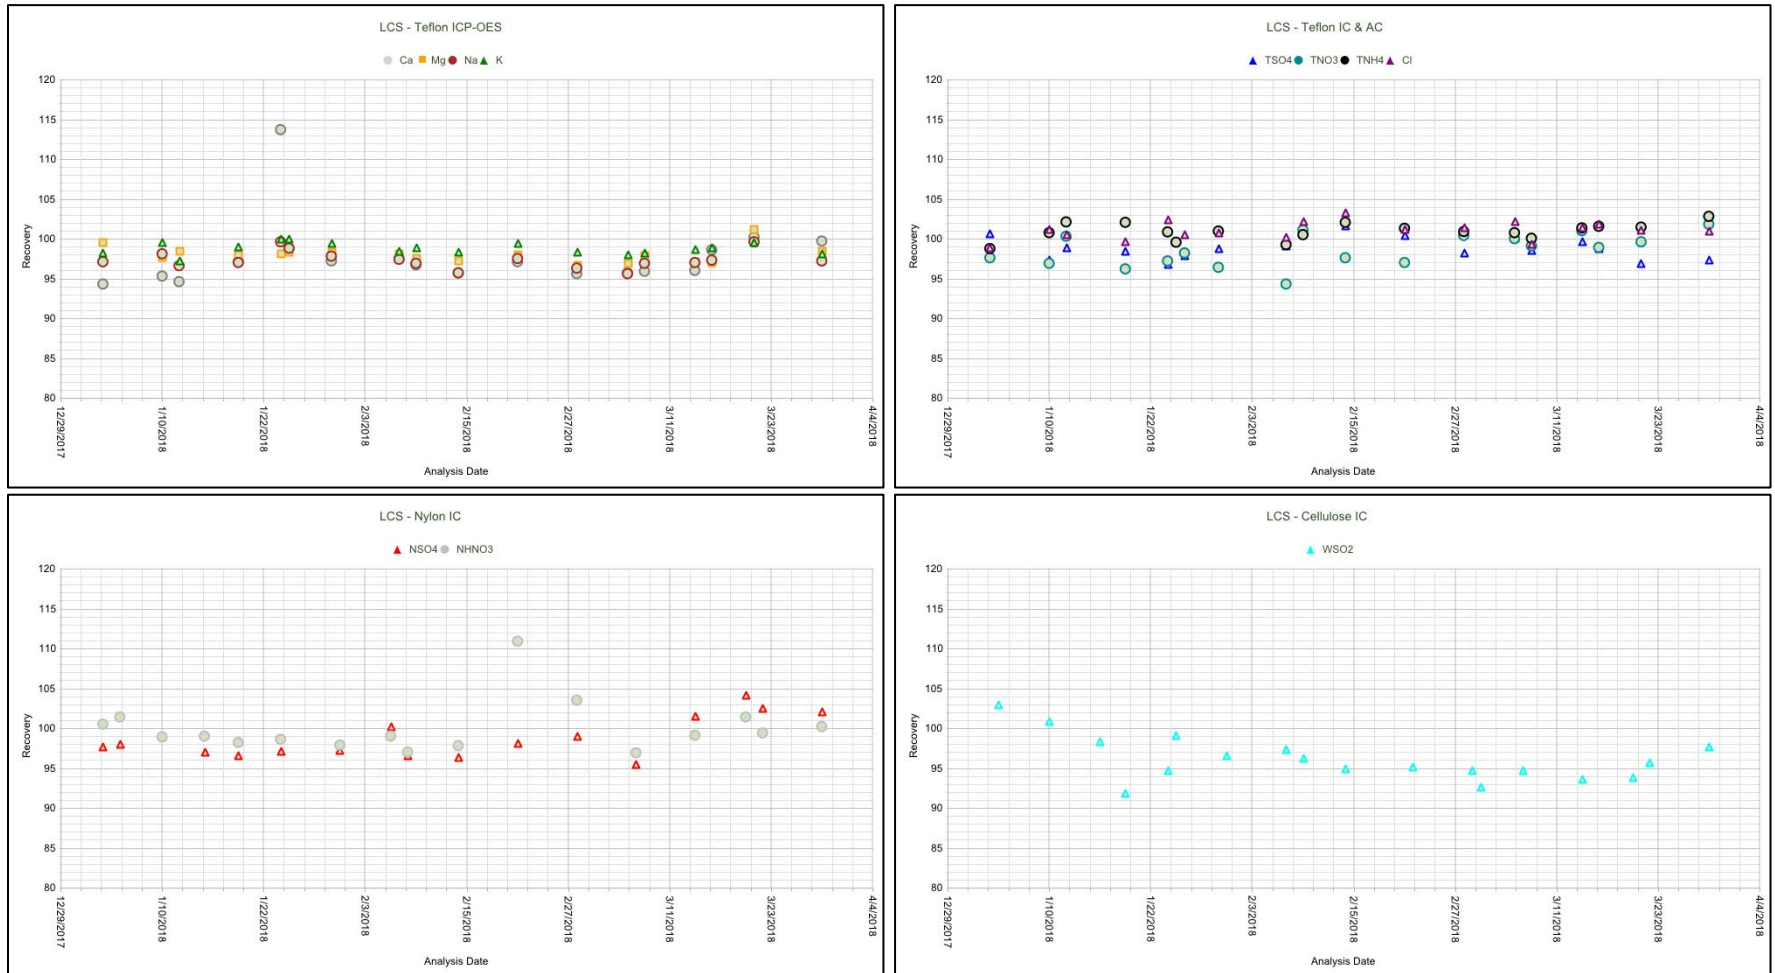 LCS - Teflon ICP-OES
Ca Mg Na K
120
115
110
105
100
95
90
85
80
Recovery
12/29/2017 1/10/2018 1/22/2018 2/3/2018 2/15/2018 2/27/2018 3/11/2018 3/23/2018 4/4/2018
Analysis Date
LCS - Teflon IC & AC
TSO4 TNO3 TNH4 Cl
120
115
110
105
100
95
90
85
80
Recovery
12/29/2017 1/10/2018 1/22/2018 2/3/2018 2/15/2018 2/27/2018 3/11/2018 3/23/2018 4/4/2018
Analysis Date
LCS - Nylon IC
NSO4 NHNO3
120
115
110
105
100
95
90
85
80
Recovery
12/29/2017 1/10/2018 1/22/2018 2/3/2018 2/15/2018 2/27/2018 3/11/2018 3/23/2018 4/4/2018
Analysis Date
LCS - Cellulose IC
WSO2
120
115
110
105
100
95
90
85
80
Recovery
12/29/2017 1/10/2018 1/22/2018 2/3/2018 2/15/2018 2/27/2018 3/11/2018 3/23/2018 4/4/2018
Analysis Date